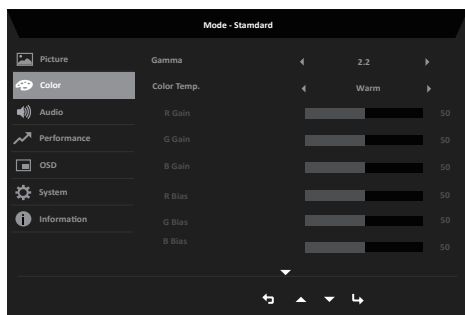 Mode - Stamdard
Picture
Gamma 2.2
Color
Color Temp. Warm
Audio
R Gain 50
Performance
G Gain 50
OSD
B Gain 50
System
R Bias 50
Information
G Bias 50
B Bias 50